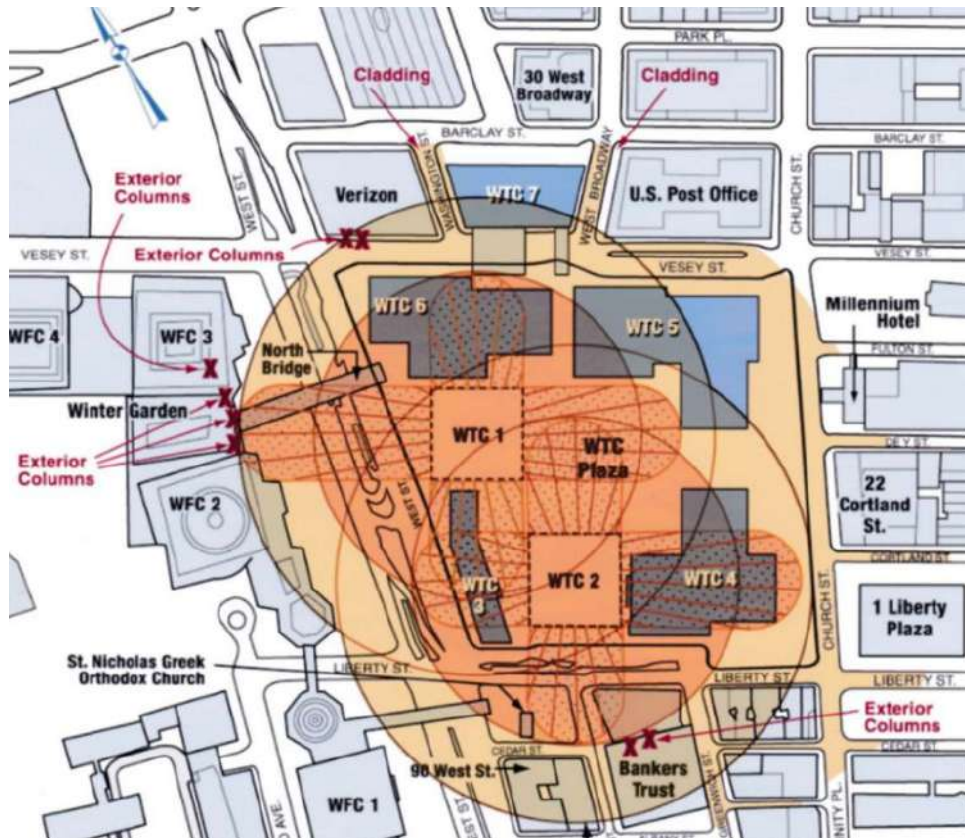 PARK PL.
Cladding
30 West
Broadway
Cladding
BARCLAY ST.
BARCLAY ST.
WASHINGTON ST.
WEST BROADWAY
CHURCH ST.
Exterior
Columns
WEST ST.
Verizon
WTC 7
U.S. Post Office
VESEY ST.
Exterior Columns
VESEY ST.
VESEY ST.
WFC 4
WFC 3
WTC 6
WTC 5
Millennium
Hotel
North
Bridge
FULTON ST.
Winter Garden
WTC 1
WTC
Plaza
DEY ST.
Exterior
Columns
WFC 2
WEST ST.
22
Cortland
St.
CORTLAND ST.
WTC
3
WTC 2
WTC 4
CHURCH ST.
1 Liberty
Plaza
St. Nicholas Greek
Orthodox Church
LIBERTY ST.
LIBERTY ST.
LIBERTY ST.
Exterior
Columns
CEDAR ST.
CEDAR ST.
90 West St.
Bankers
Trust
GREENWICH ST.
WFC 1
WEST ST.